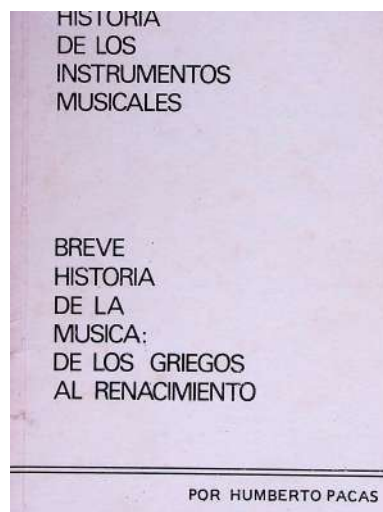 HISTORIA
DE LOS
INSTRUMENTOS
MUSICALES
BREVE
HISTORIA
DE LA
MUSICA:
DE LOS GRIEGOS
AL RENACIMIENTO
POR HUMBERTO PACAS